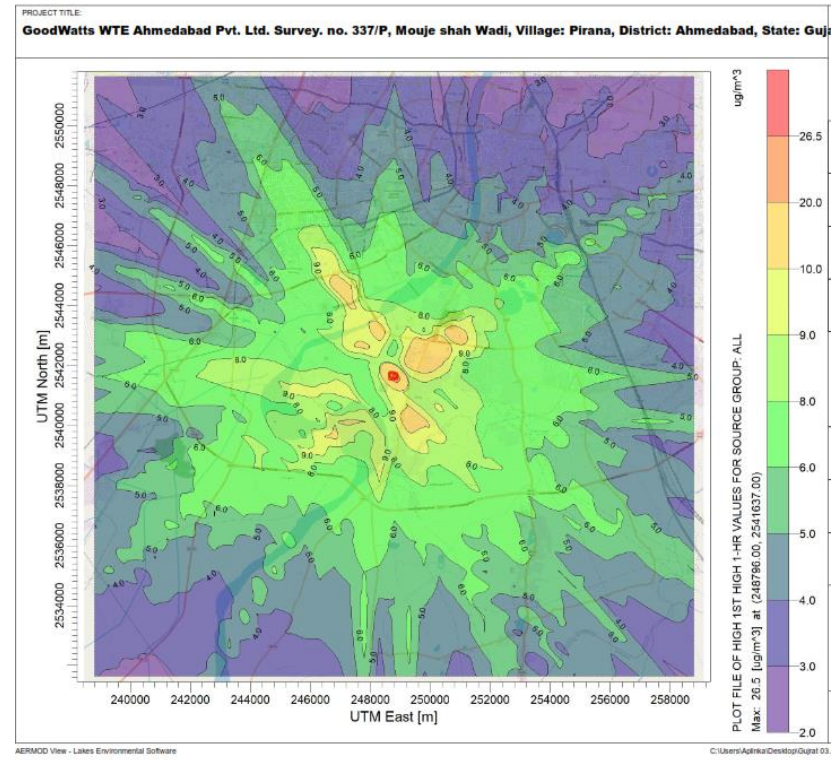 PROJECT TITLE:
GoodWatts WTE Ahmedabad Pvt. Ltd. Survey. no. 337/P, Mouje shah Wadi, Village: Pirana, District: Ahmedabad, State: Guja
ug/m^3
26.5
20.0
10.0
9.0
8.0
6.0
5.0
4.0
3.0
2.0
PLOT FILE OF HIGH 1ST HIGH 1-HR VALUES FOR SOURCE GROUP: ALL
Max: 26.5 [ug/m^3] at (248796.00, 2541637.00)
UTM North [m]
2550000
2548000
2546000
2544000
2542000
2540000
2538000
2536000
2534000
240000 242000 244000 246000 248000 250000 252000 254000 256000 258000
UTM East [m]
AERMOD View - Lakes Environmental Software
C:\Users\Aplinka\Desktop\Gujrat 03.